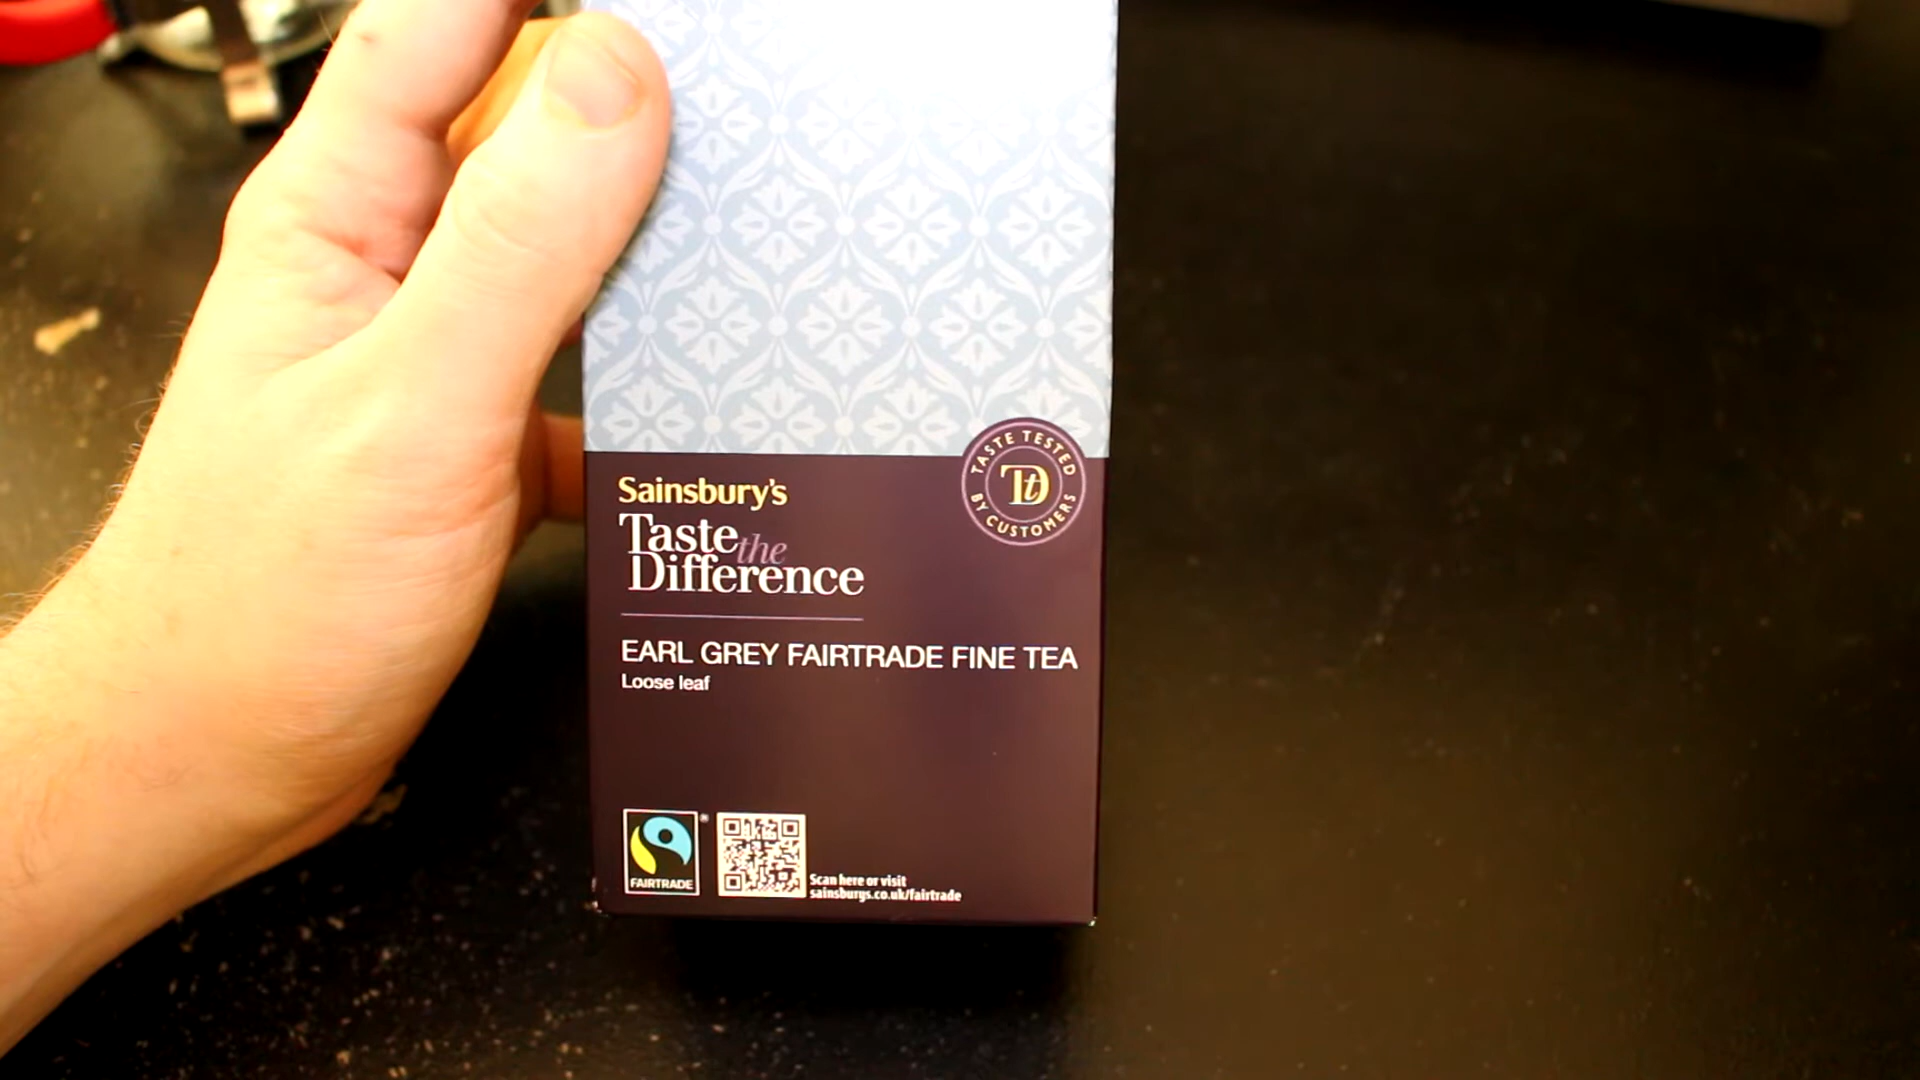 TASTE TESTED
TtD
BY CUSTOMERS
Sainsbury's
Taste the
Difference
EARL GREY FAIRTRADE FINE TEA
Loose leaf
FAIRTRADE
®
Scan here or visit
sainsburys.co.uk/fairtrade